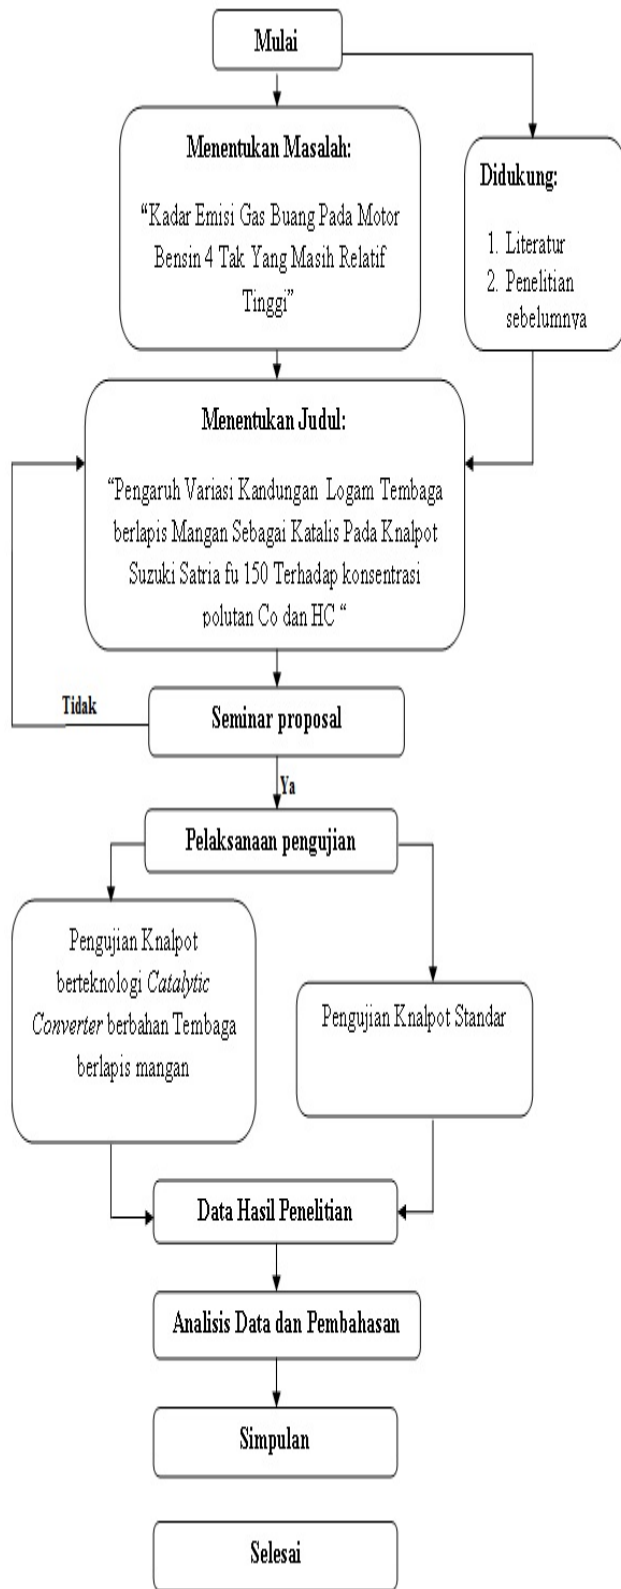 Mulai
Menentukan Masalah:
“Kadar Emisi Gas Buang Pada Motor
Bensin 4 Tak Yang Masih Relatif
Tinggi”
Didukung:
1. Literatur
2. Penelitian
sebelumnya
Menentukan Judul:
“Pengaruh Variasi Kandungan Logam Tembaga
berlapis Mangan Sebagai Katalis Pada Knalpot
Suzuki Satria fu 150 Terhadap konsentrasi
polutan Co dan HC “
Tidak
Seminar proposal
Ya
Pelaksanaan pengujian
Pengujian Knalpot
berteknologi Catalytic
Converter berbahan Tembaga
berlapis mangan
Pengujian Knalpot Standar
Data Hasil Penelitian
Analisis Data dan Pembahasan
Simpulan
Selesai